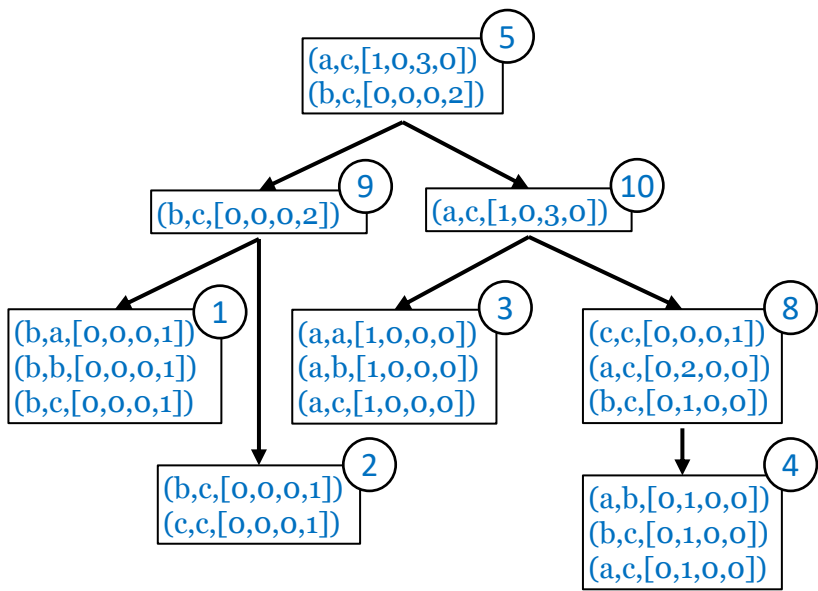 5
(a,c,[1,0,3,0])
(b,c,[0,0,0,2])
9
(b,c,[0,0,0,2])
10
(a,c,[1,0,3,0])
1
(b,a,[0,0,0,1])
(b,b,[0,0,0,1])
(b,c,[0,0,0,1])
3
(a,a,[1,0,0,0])
(a,b,[1,0,0,0])
(a,c,[1,0,0,0])
8
(c,c,[0,0,0,1])
(a,c,[0,2,0,0])
(b,c,[0,1,0,0])
2
(b,c,[0,0,0,1])
(c,c,[0,0,0,1])
4
(a,b,[0,1,0,0])
(b,c,[0,1,0,0])
(a,c,[0,1,0,0])